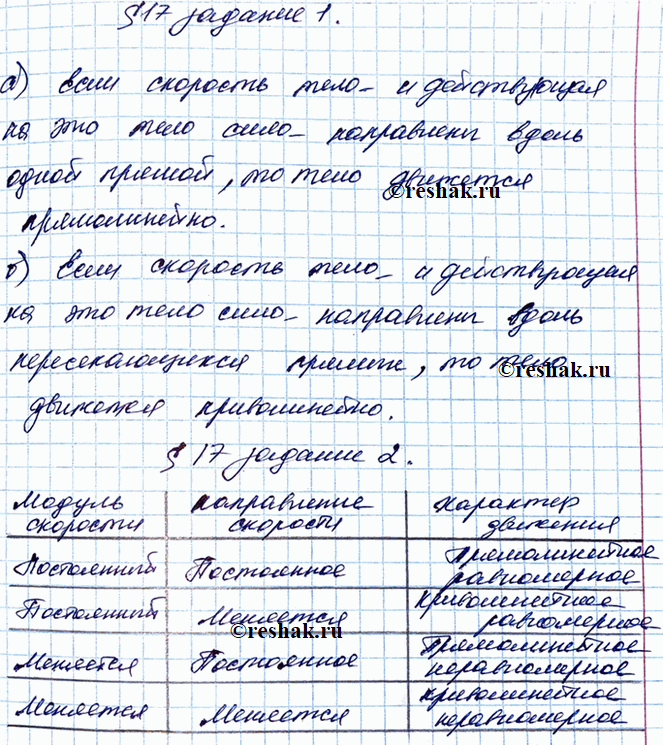 §17 задание 1.
а) Если скорость тела и действующая
на это тело сила направлены вдоль
одной прямой, то тело движется
©reshak.ru
прямолинейно.
б) Если скорость тела и действующая
на это тело сила направлены вдоль
пересекающихся прямых, то тело
©reshak.ru
движется криволинейно.
§ 17 задание 2.
Модуль скорости | направление скорости | характер движения
Постоянный | Постоянное | Прямолинейное равномерное
Постоянный | Меняется | криволинейное равномерное
©reshak.ru
Меняется | Постоянное | Прямолинейное неравномерное
Меняется | Меняется | криволинейное неравномерное